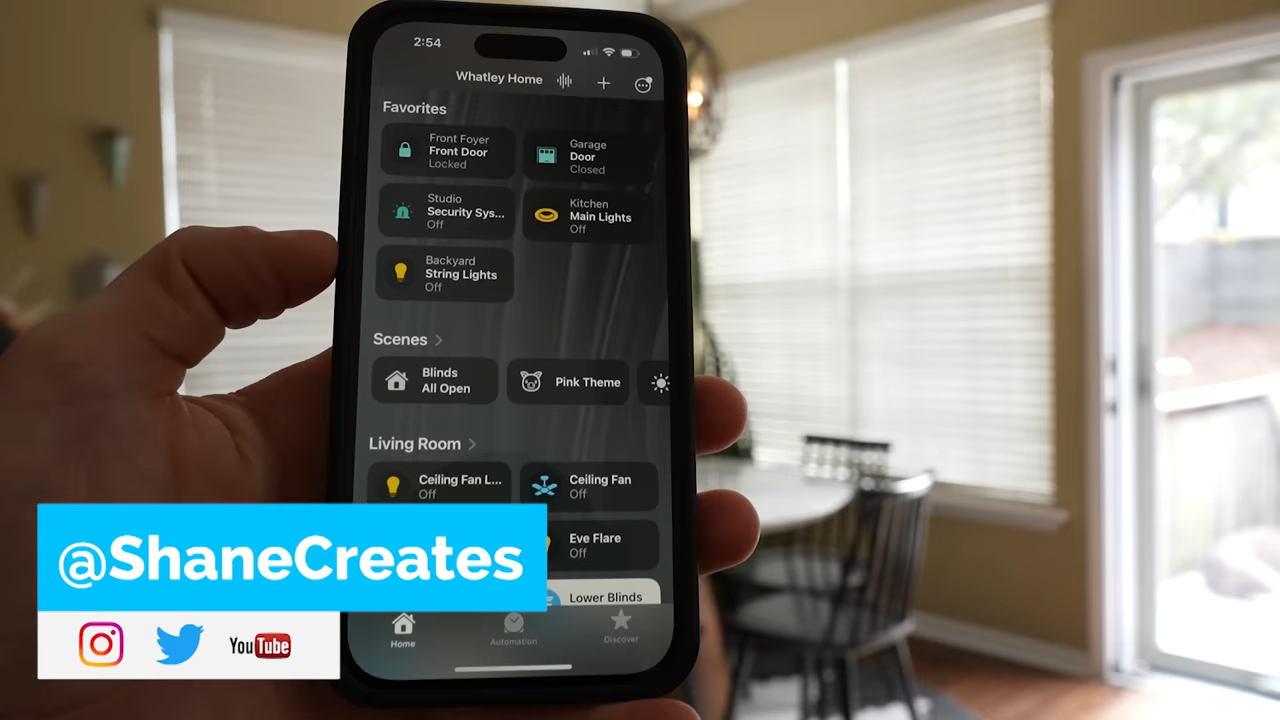 2:54
Whatley Home
Favorites
Front Foyer
Front Door
Locked
Garage
Door
Closed
Studio
Security Sys...
Off
Kitchen
Main Lights
Off
Backyard
String Lights
Off
Scenes
Blinds
All Open
Pink Theme
Living Room
Ceiling Fan L...
Off
Ceiling Fan
Off
Eve Flare
Off
Lower Blinds
Home
Automation
Discover
@ShaneCreates
YouTube